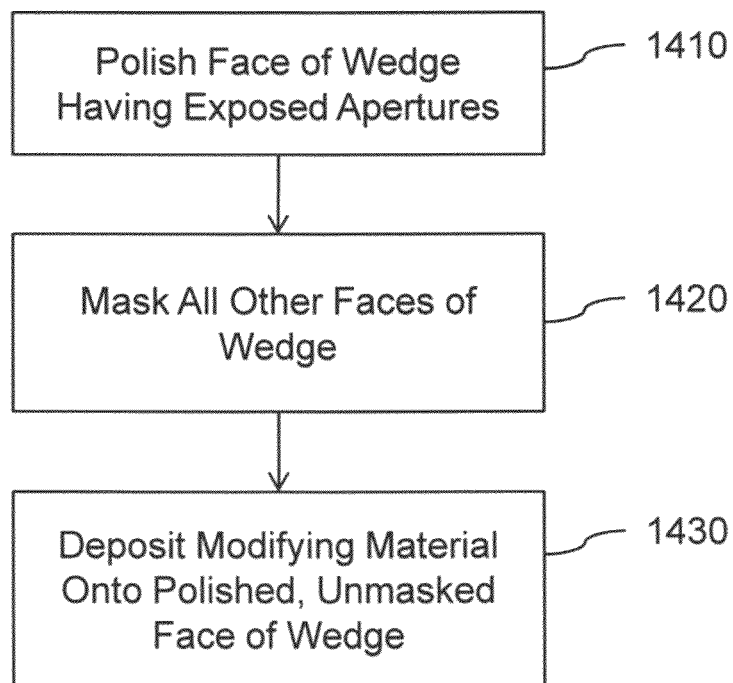 Polish Face of Wedge
Having Exposed Apertures
1410
Mask All Other Faces of
Wedge
1420
Deposit Modifying Material
Onto Polished, Unmasked
Face of Wedge
1430